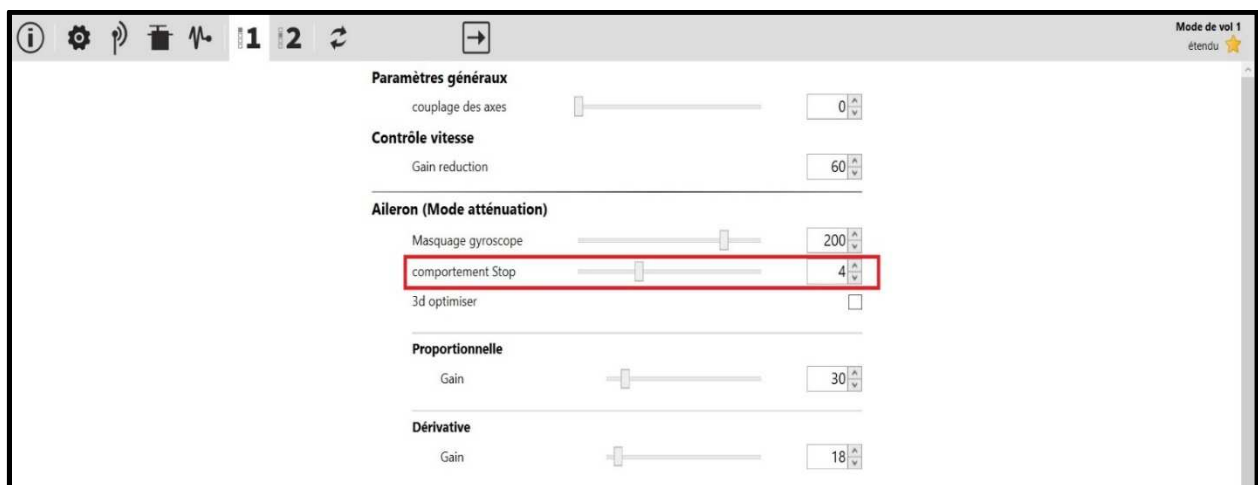 1 2 Mode de vol 1
étendu
Paramètres généraux
couplage des axes 0
Contrôle vitesse
Gain reduction 60
Aileron (Mode atténuation)
Masquage gyroscope 200
comportement Stop 4
3d optimiser
Proportionnelle
Gain 30
Dérivative
Gain 18